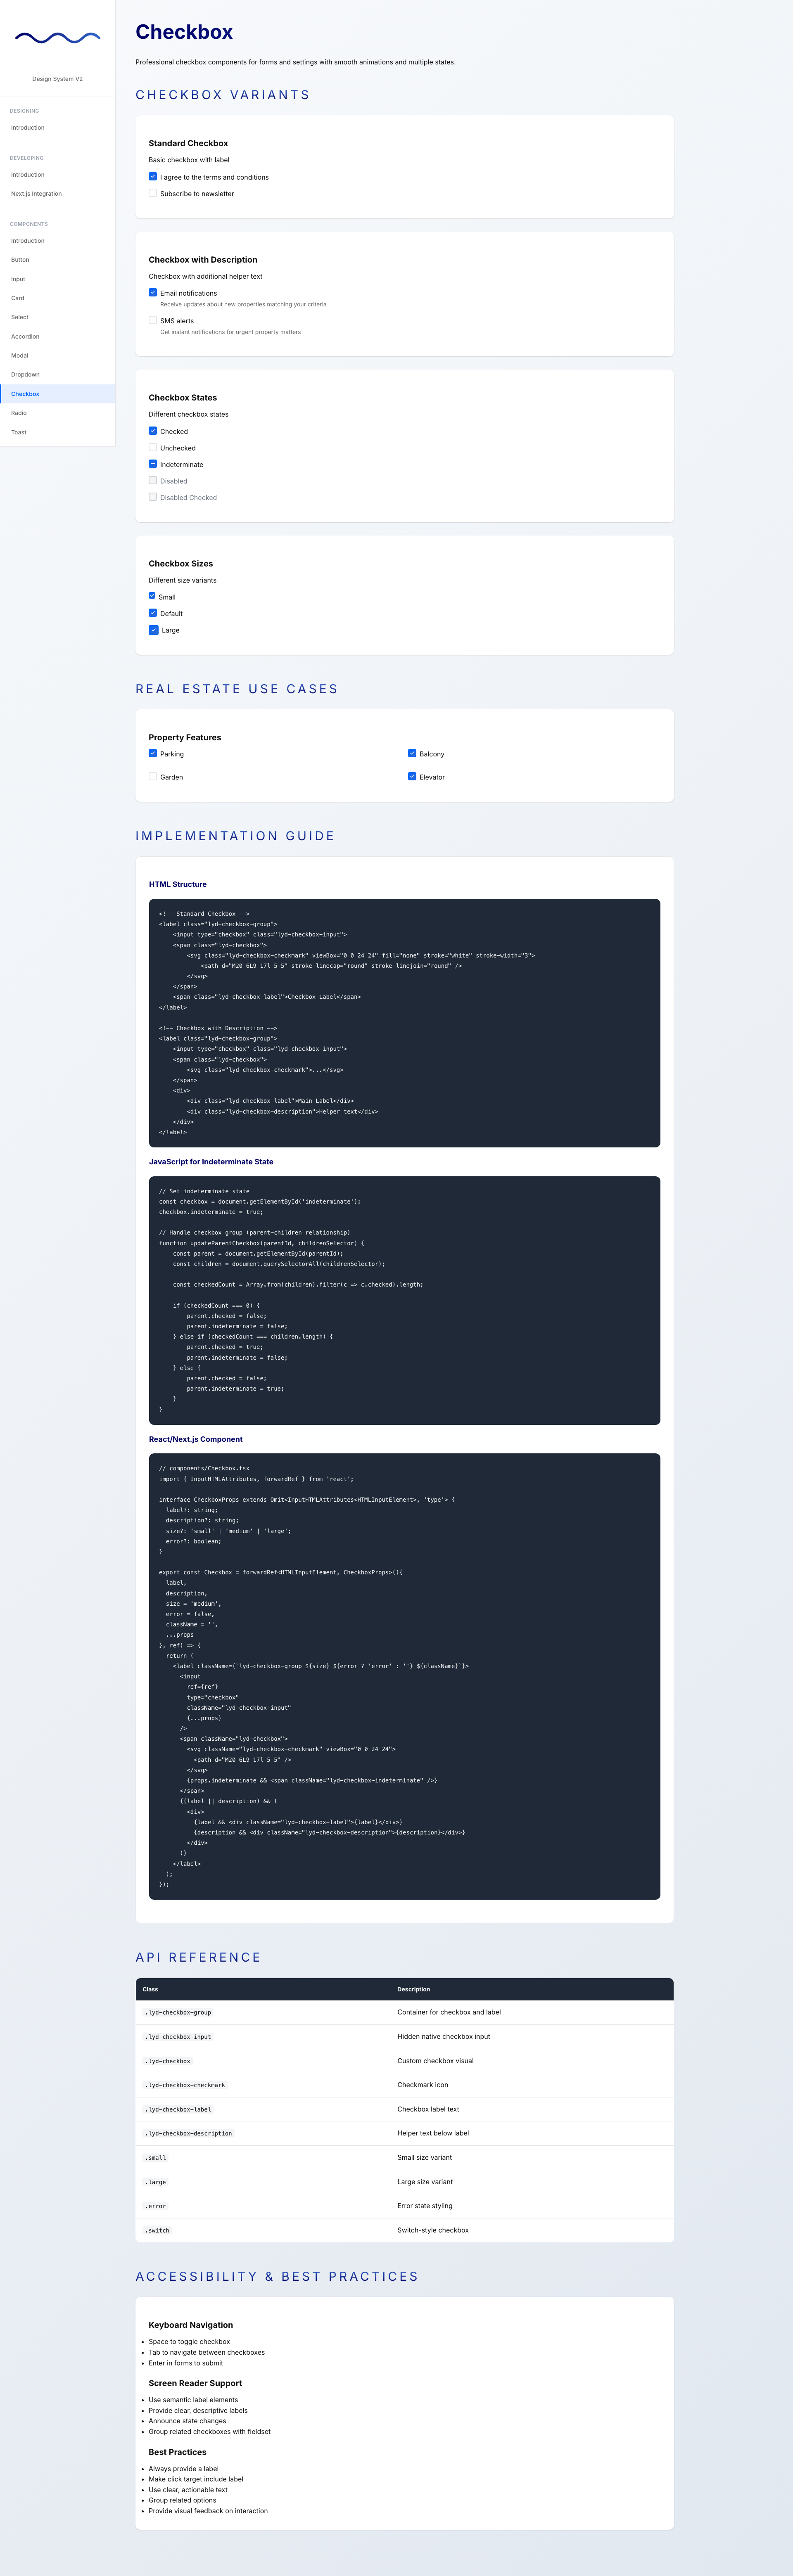 Design System V2
DESIGNING
Introduction
DEVELOPING
Introduction
Next.js Integration
COMPONENTS
Introduction
Button
Input
Card
Select
Accordion
Modal
Dropdown
Checkbox
Radio
Toast
Checkbox
Professional checkbox components for forms and settings with smooth animations and multiple states.
CHECKBOX VARIANTS
Standard Checkbox
Basic checkbox with label
I agree to the terms and conditions
Subscribe to newsletter
Checkbox with Description
Checkbox with additional helper text
Email notifications
Receive updates about new properties matching your criteria
SMS alerts
Get instant notifications for urgent property matters
Checkbox States
Different checkbox states
Checked
Unchecked
Indeterminate
Disabled
Disabled Checked
Checkbox Sizes
Different size variants
Small
Default
Large
REAL ESTATE USE CASES
Property Features
Parking
Balcony
Garden
Elevator
IMPLEMENTATION GUIDE
HTML Structure
<!-- Standard Checkbox -->
<label class="lyd-checkbox-group">
    <input type="checkbox" class="lyd-checkbox-input">
    <span class="lyd-checkbox">
        <svg class="lyd-checkbox-checkmark" viewBox="0 0 24 24" fill="none" stroke="white" stroke-width="3">
            <path d="M20 6L9 17l-5-5" stroke-linecap="round" stroke-linejoin="round" />
        </svg>
    </span>
    <span class="lyd-checkbox-label">Checkbox Label</span>
</label>

<!-- Checkbox with Description -->
<label class="lyd-checkbox-group">
    <input type="checkbox" class="lyd-checkbox-input">
    <span class="lyd-checkbox">
        <svg class="lyd-checkbox-checkmark">...</svg>
    </span>
    <div>
        <div class="lyd-checkbox-label">Main Label</div>
        <div class="lyd-checkbox-description">Helper text</div>
    </div>
</label>
JavaScript for Indeterminate State
// Set indeterminate state
const checkbox = document.getElementById('indeterminate');
checkbox.indeterminate = true;

// Handle checkbox group (parent-children relationship)
function updateParentCheckbox(parentId, childrenSelector) {
    const parent = document.getElementById(parentId);
    const children = document.querySelectorAll(childrenSelector);

    const checkedCount = Array.from(children).filter(c => c.checked).length;

    if (checkedCount === 0) {
        parent.checked = false;
        parent.indeterminate = false;
    } else if (checkedCount === children.length) {
        parent.checked = true;
        parent.indeterminate = false;
    } else {
        parent.checked = false;
        parent.indeterminate = true;
    }
}
React/Next.js Component
// components/Checkbox.tsx
import { InputHTMLAttributes, forwardRef } from 'react';

interface CheckboxProps extends Omit<InputHTMLAttributes<HTMLInputElement>, 'type'> {
  label?: string;
  description?: string;
  size?: 'small' | 'medium' | 'large';
  error?: boolean;
}

export const Checkbox = forwardRef<HTMLInputElement, CheckboxProps>(({
  label,
  description,
  size = 'medium',
  error = false,
  className = '',
  ...props
}, ref) => {
  return (
    <label className={`lyd-checkbox-group ${size} ${error ? 'error' : ''} ${className}`}>
      <input
        ref={ref}
        type="checkbox"
        className="lyd-checkbox-input"
        {...props}
      />
      <span className="lyd-checkbox">
        <svg className="lyd-checkbox-checkmark" viewBox="0 0 24 24">
          <path d="M20 6L9 17l-5-5" />
        </svg>
        {props.indeterminate && <span className="lyd-checkbox-indeterminate" />}
      </span>
      {(label || description) && (
        <div>
          {label && <div className="lyd-checkbox-label">{label}</div>}
          {description && <div className="lyd-checkbox-description">{description}</div>}
        </div>
      )}
    </label>
  );
});
API REFERENCE
Class Description
.lyd-checkbox-group Container for checkbox and label
.lyd-checkbox-input Hidden native checkbox input
.lyd-checkbox Custom checkbox visual
.lyd-checkbox-checkmark Checkmark icon
.lyd-checkbox-label Checkbox label text
.lyd-checkbox-description Helper text below label
.small Small size variant
.large Large size variant
.error Error state styling
.switch Switch-style checkbox
ACCESSIBILITY & BEST PRACTICES
Keyboard Navigation
• Space to toggle checkbox
• Tab to navigate between checkboxes
• Enter in forms to submit
Screen Reader Support
• Use semantic label elements
• Provide clear, descriptive labels
• Announce state changes
• Group related checkboxes with fieldset
Best Practices
• Always provide a label
• Make click target include label
• Use clear, actionable text
• Group related options
• Provide visual feedback on interaction